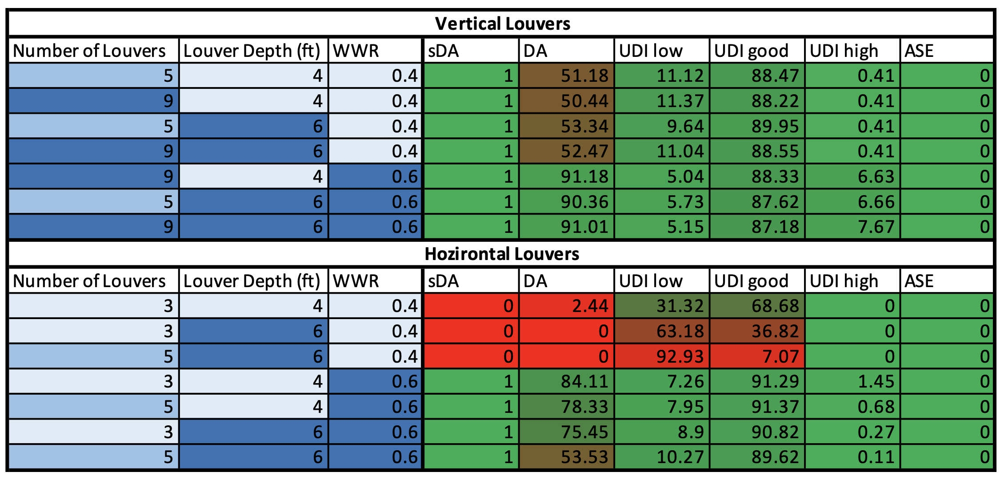 Vertical Louvers
Number of Louvers Louver Depth (ft) WWR sDA DA UDI low UDI good UDI high ASE
5 4 0.4 1 51.18 11.12 88.47 0.41 0
9 4 0.4 1 50.44 11.37 88.22 0.41 0
5 6 0.4 1 53.34 9.64 89.95 0.41 0
9 6 0.4 1 52.47 11.04 88.55 0.41 0
9 4 0.6 1 91.18 5.04 88.33 6.63 0
5 6 0.6 1 90.36 5.73 87.62 6.66 0
9 6 0.6 1 91.01 5.15 87.18 7.67 0
Hozirontal Louvers
Number of Louvers Louver Depth (ft) WWR sDA DA UDI low UDI good UDI high ASE
3 4 0.4 0 2.44 31.32 68.68 0 0
3 6 0.4 0 0 63.18 36.82 0 0
5 6 0.4 0 0 92.93 7.07 0 0
3 4 0.6 1 84.11 7.26 91.29 1.45 0
5 4 0.6 1 78.33 7.95 91.37 0.68 0
3 6 0.6 1 75.45 8.9 90.82 0.27 0
5 6 0.6 1 53.53 10.27 89.62 0.11 0